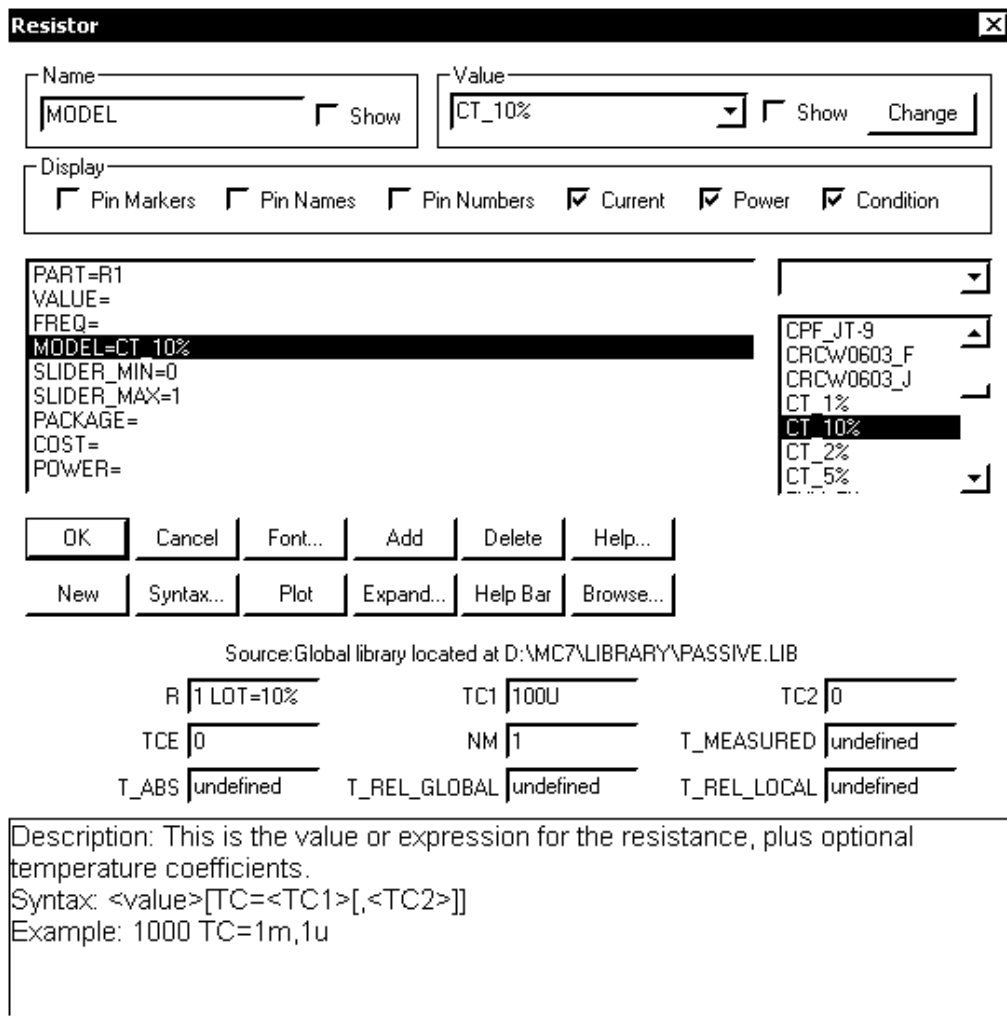 Resistor
Name
MODEL
Show
Value
CT_10%
Show
Change
Display
Pin Markers
Pin Names
Pin Numbers
Current
Power
Condition
PART=R1
VALUE=
FREQ=
MODEL=CT_10%
SLIDER_MIN=0
SLIDER_MAX=1
PACKAGE=
COST=
POWER=
CPF_JT-9
CRCW0603_F
CRCW0603_J
CT_1%
CT_10%
CT_2%
CT_5%
OK
Cancel
Font...
Add
Delete
Help...
New
Syntax...
Plot
Expand...
Help Bar
Browse...
Source:Global library located at D:\MC7\LIBRARY\PASSIVE.LIB
R 1 LOT=10%
TC1 100U
TC2 0
TCE 0
NM 1
T_MEASURED undefined
T_ABS undefined
T_REL_GLOBAL undefined
T_REL_LOCAL undefined
Description: This is the value or expression for the resistance, plus optional
temperature coefficients.
Syntax: <value>[TC=<TC1>[,<TC2>]]
Example: 1000 TC=1m,1u